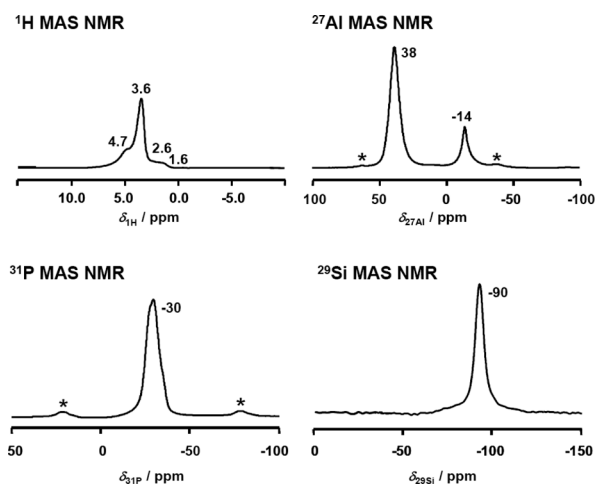 ¹H MAS NMR
3.6
4.7
2.6
1.6
10.0 5.0 0.0 -5.0
δ1H / ppm
²⁷Al MAS NMR
38
-14
* *
100 50 0 -50 -100
δ27Al / ppm
³¹P MAS NMR
-30
* *
50 0 -50 -100
δ31P / ppm
²⁹Si MAS NMR
-90
0 -50 -100 -150
δ29Si / ppm